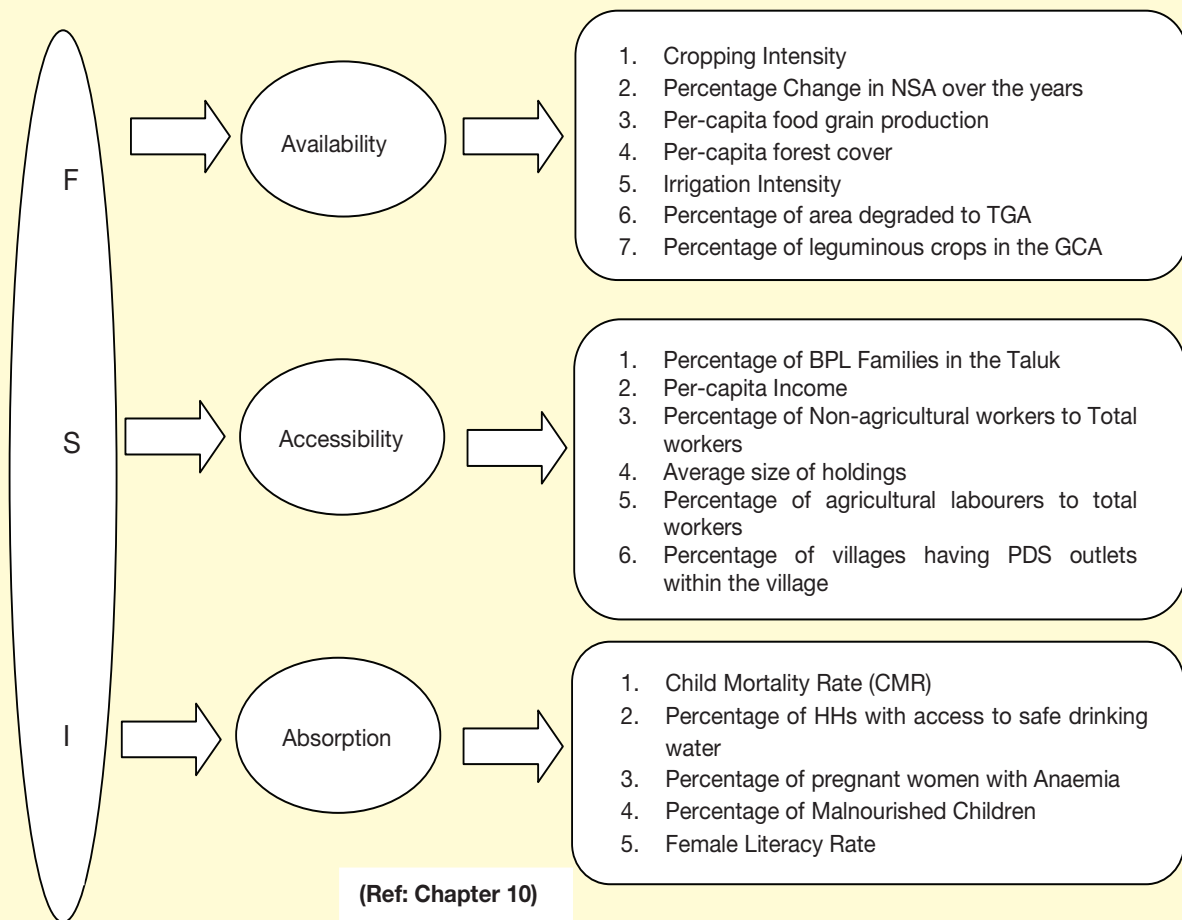 F
S
I
Availability
1. Cropping Intensity
2. Percentage Change in NSA over the years
3. Per-capita food grain production
4. Per-capita forest cover
5. Irrigation Intensity
6. Percentage of area degraded to TGA
7. Percentage of leguminous crops in the GCA
Accessibility
1. Percentage of BPL Families in the Taluk
2. Per-capita Income
3. Percentage of Non-agricultural workers to Total
workers
4. Average size of holdings
5. Percentage of agricultural labourers to total
workers
6. Percentage of villages having PDS outlets
within the village
Absorption
1. Child Mortality Rate (CMR)
2. Percentage of HHs with access to safe drinking
water
3. Percentage of pregnant women with Anaemia
4. Percentage of Malnourished Children
5. Female Literacy Rate
(Ref: Chapter 10)